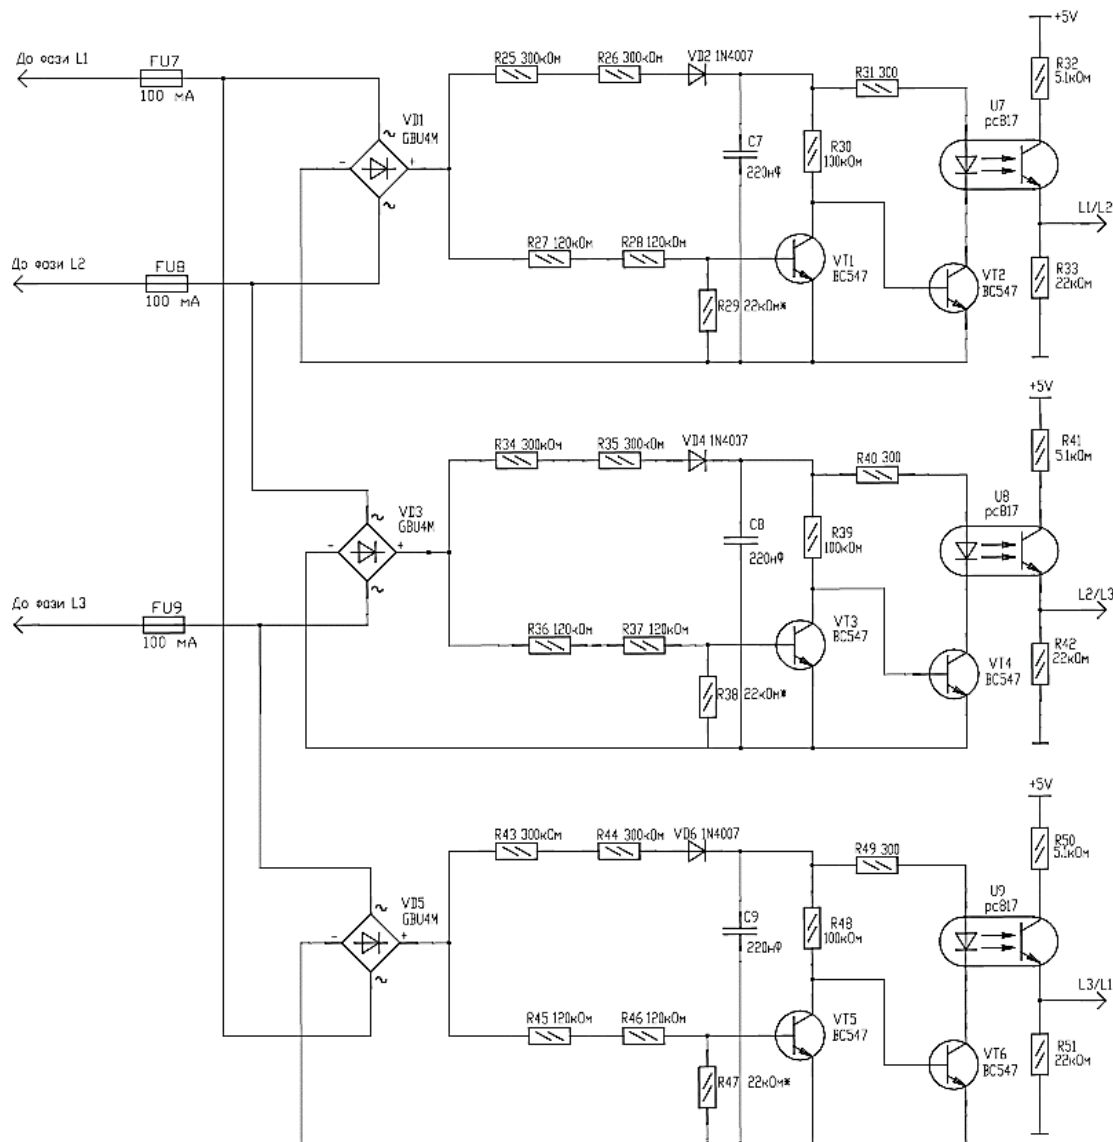 +5V
До фази L1
FU7
100 мА
R25 300кОм
R26 300кОм
VD2 1N4007
R31 300
R32
5.1кОм
U7
pc817
VD1
GBU4M
~
-
+
~
C7
220нФ
R30
100кОм
L1/L2
До фази L2
FU8
100 мА
R27 120кОм
R28 120кОм
VT1
BC547
VT2
BC547
R33
22кОм
R29 22кОм*
+5V
R34 300кОм
R35 300кОм
VD4 1N4007
R40 300
R41
5.1кОм
U8
pc817
VD3
GBU4M
~
-
+
~
C8
220нФ
R39
100кОм
До фази L3
FU9
100 мА
L2/L3
R36 120кОм
R37 120кОм
VT3
BC547
VT4
BC547
R42
22кОм
R38 22кОм*
+5V
R43 300кОм
R44 300кОм
VD6 1N4007
R49 300
R50
5.1кОм
U9
pc817
VD5
GBU4M
~
-
+
~
C9
220нФ
R48
100кОм
L3/L1
R45 120кОм
R46 120кОм
VT5
BC547
VT6
BC547
R51
22кОм
R47 22кОм*